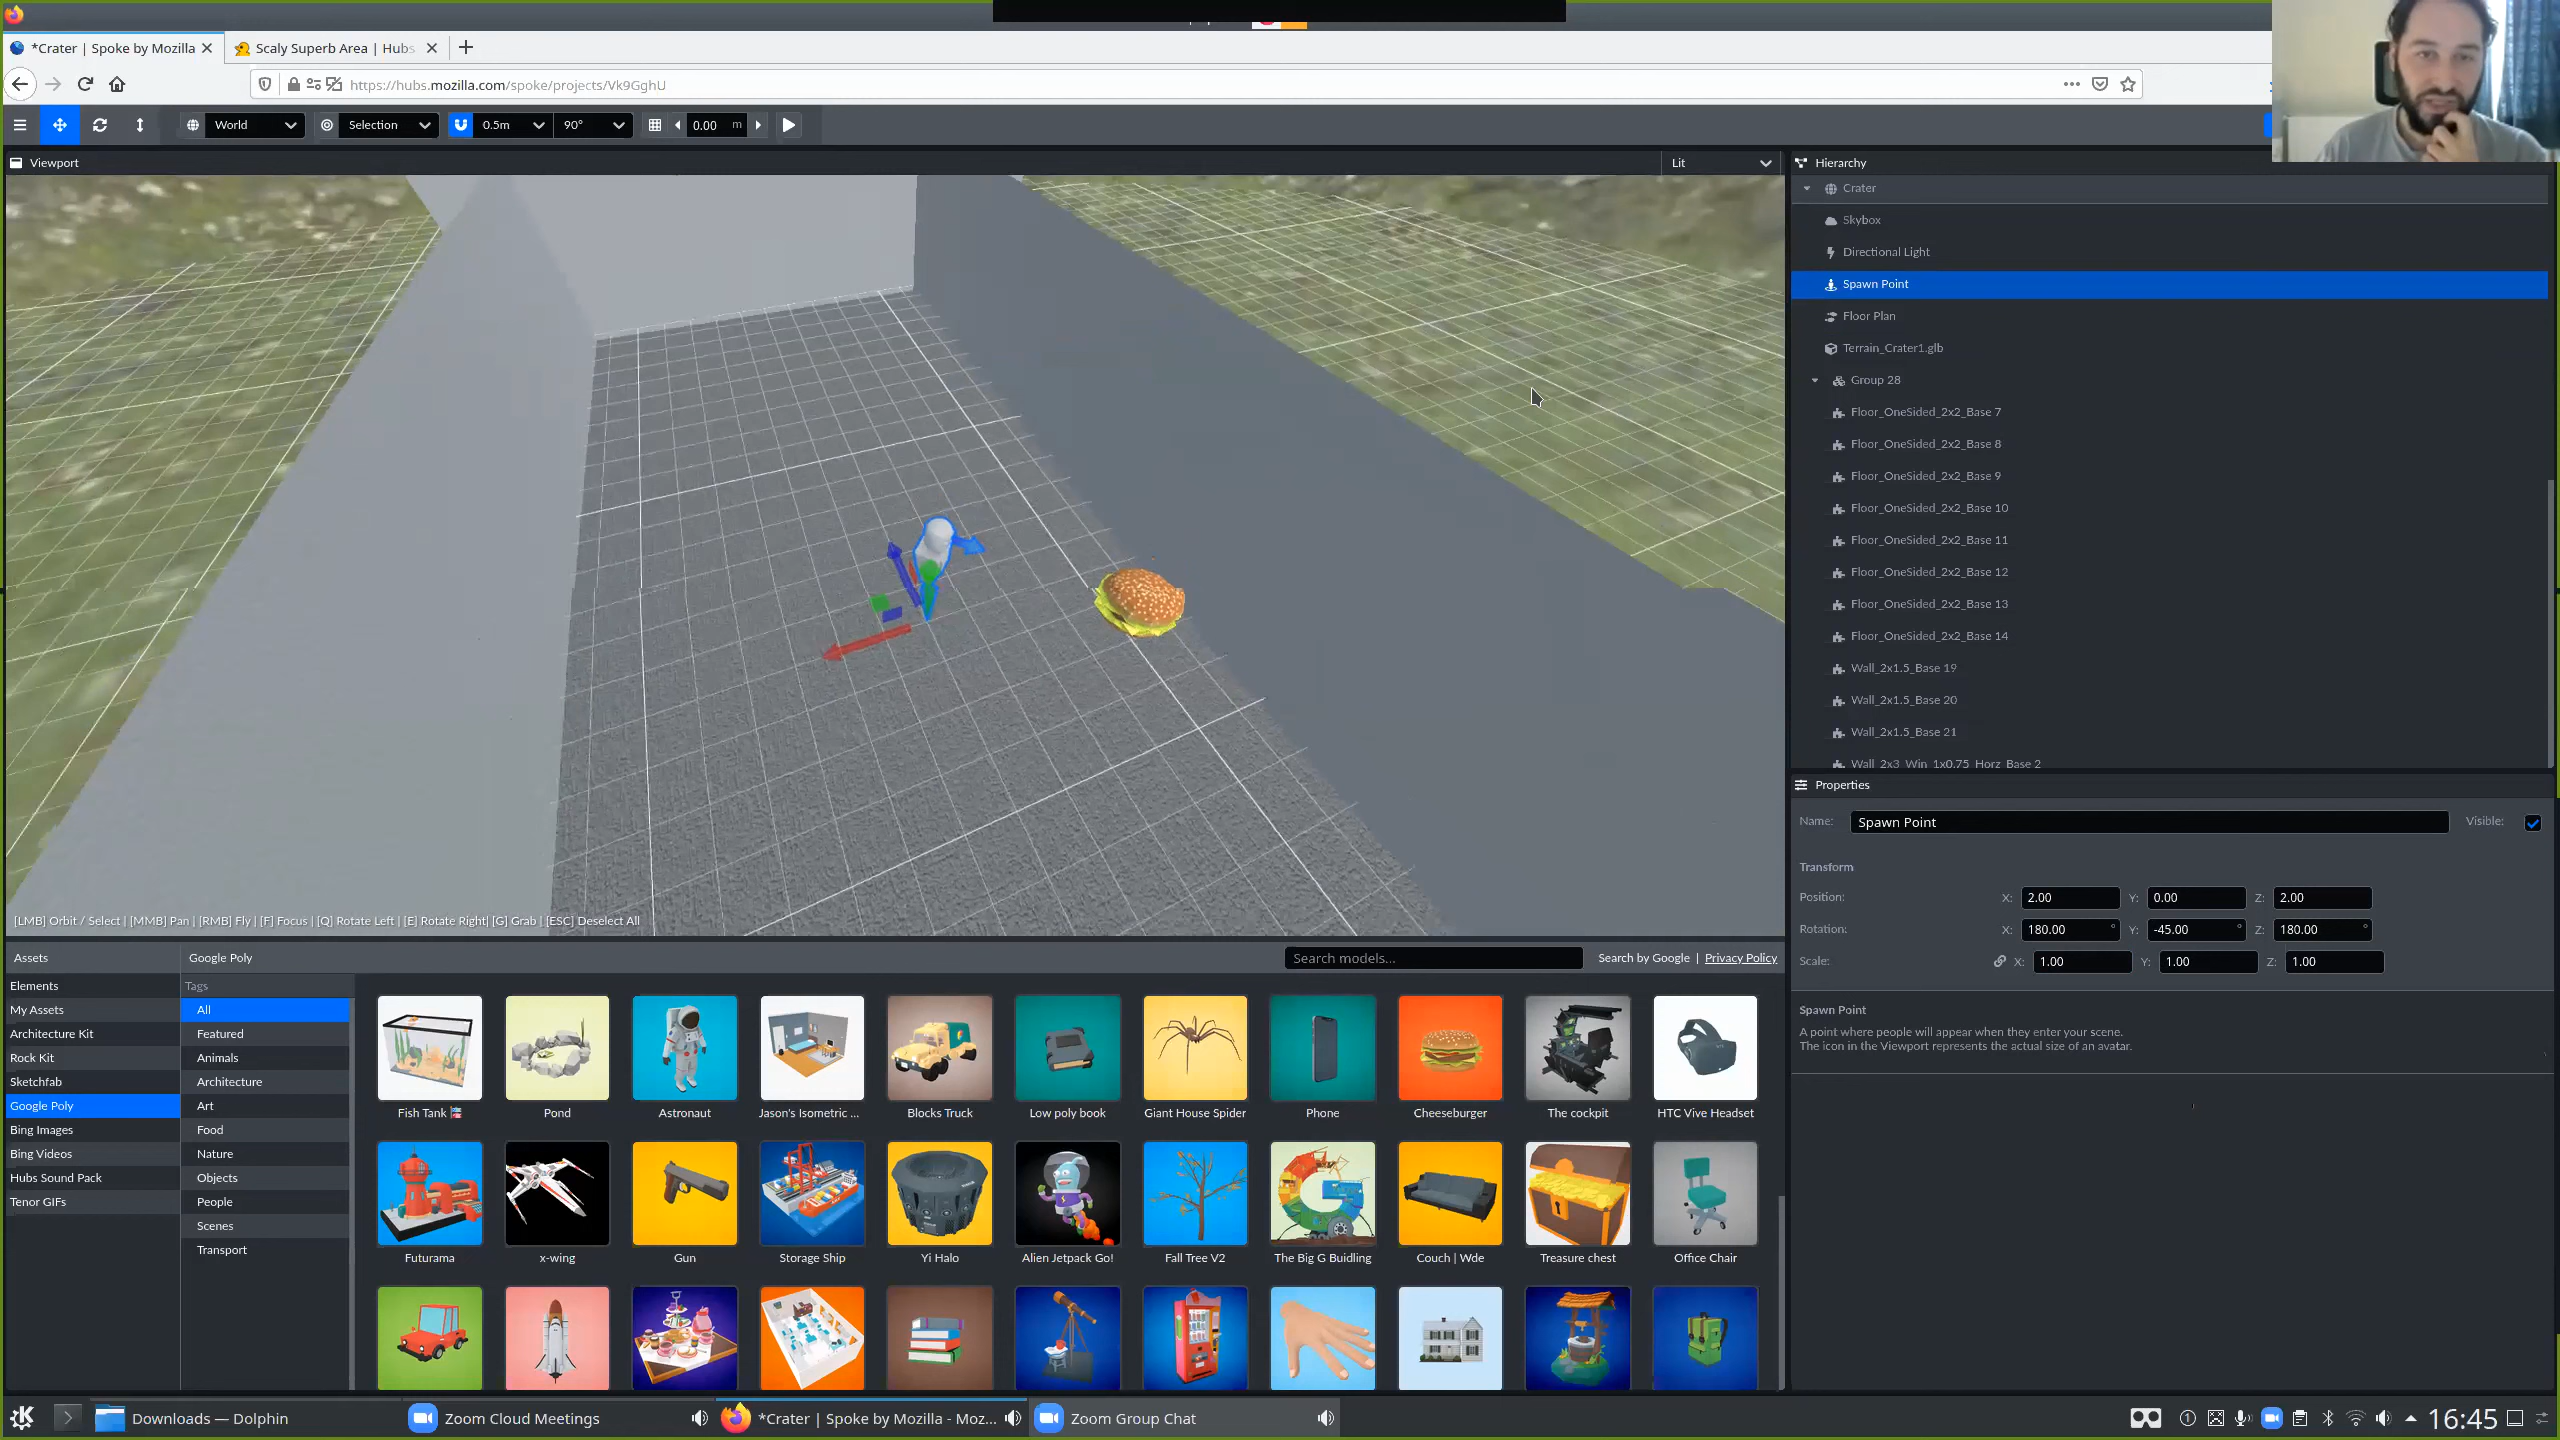 *Crater | Spoke by Mozilla
Scaly Superb Area | Hubs
https://hubs.mozilla.com/spoke/projects/Vk9GghU
World
Selection
0.5m
90°
0.00 m
Viewport
Lit
Hierarchy
Crater
Skybox
Directional Light
Spawn Point
Floor Plan
Terrain_Crater1.glb
Group 28
Floor_OneSided_2x2_Base 7
Floor_OneSided_2x2_Base 8
Floor_OneSided_2x2_Base 9
Floor_OneSided_2x2_Base 10
Floor_OneSided_2x2_Base 11
Floor_OneSided_2x2_Base 12
Floor_OneSided_2x2_Base 13
Floor_OneSided_2x2_Base 14
Wall_2x1.5_Base 19
Wall_2x1.5_Base 20
Wall_2x1.5_Base 21
Wall_2x3_Win_1x0.75_Horz_Base 2
[LMB] Orbit / Select | [MMB] Pan | [RMB] Fly | [F] Focus | [Q] Rotate Left | [E] Rotate Right| [G] Grab | [ESC] Deselect All
Properties
Name: Spawn Point Visible:
Transform
Position: X: 2.00 Y: 0.00 Z: 2.00
Rotation: X: 180.00 ° Y: -45.00 ° Z: 180.00 °
Scale: X: 1.00 Y: 1.00 Z: 1.00
Spawn Point
A point where people will appear when they enter your scene.
The icon in the Viewport represents the actual size of an avatar.
Assets
Elements
My Assets
Architecture Kit
Rock Kit
Sketchfab
Google Poly
Bing Images
Bing Videos
Hubs Sound Pack
Tenor GIFs
Google Poly
Search models...
Search by Google | Privacy Policy
Tags
All
Featured
Animals
Architecture
Art
Food
Nature
Objects
People
Scenes
Transport
Fish Tank
Pond
Astronaut
Jason's Isometric ...
Blocks Truck
Low poly book
Giant House Spider
Phone
Cheeseburger
The cockpit
HTC Vive Headset
Futurama
x-wing
Gun
Storage Ship
Yi Halo
Alien Jetpack Go!
Fall Tree V2
The Big G Buidling
Couch | Wde
Treasure chest
Office Chair
Downloads — Dolphin
Zoom Cloud Meetings
*Crater | Spoke by Mozilla - Moz...
Zoom Group Chat
16:45